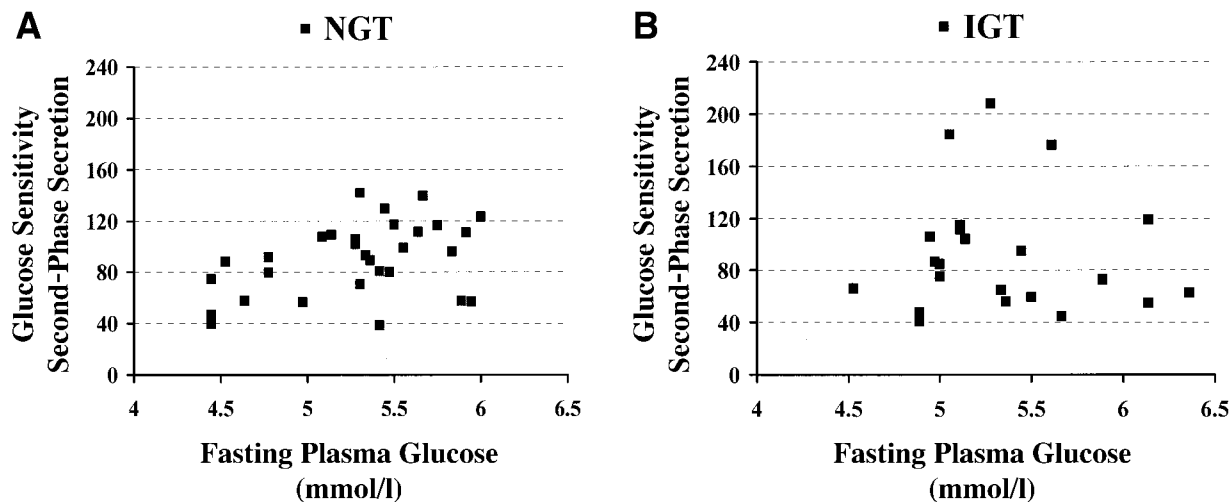 A
NGT
Glucose Sensitivity
Second-Phase Secretion
240
200
160
120
80
40
0
4
4.5
5
5.5
6
6.5
Fasting Plasma Glucose
(mmol/l)
B
IGT
Glucose Sensitivity
Second-Phase Secretion
240
200
160
120
80
40
0
4
4.5
5
5.5
6
6.5
Fasting Plasma Glucose
(mmol/l)